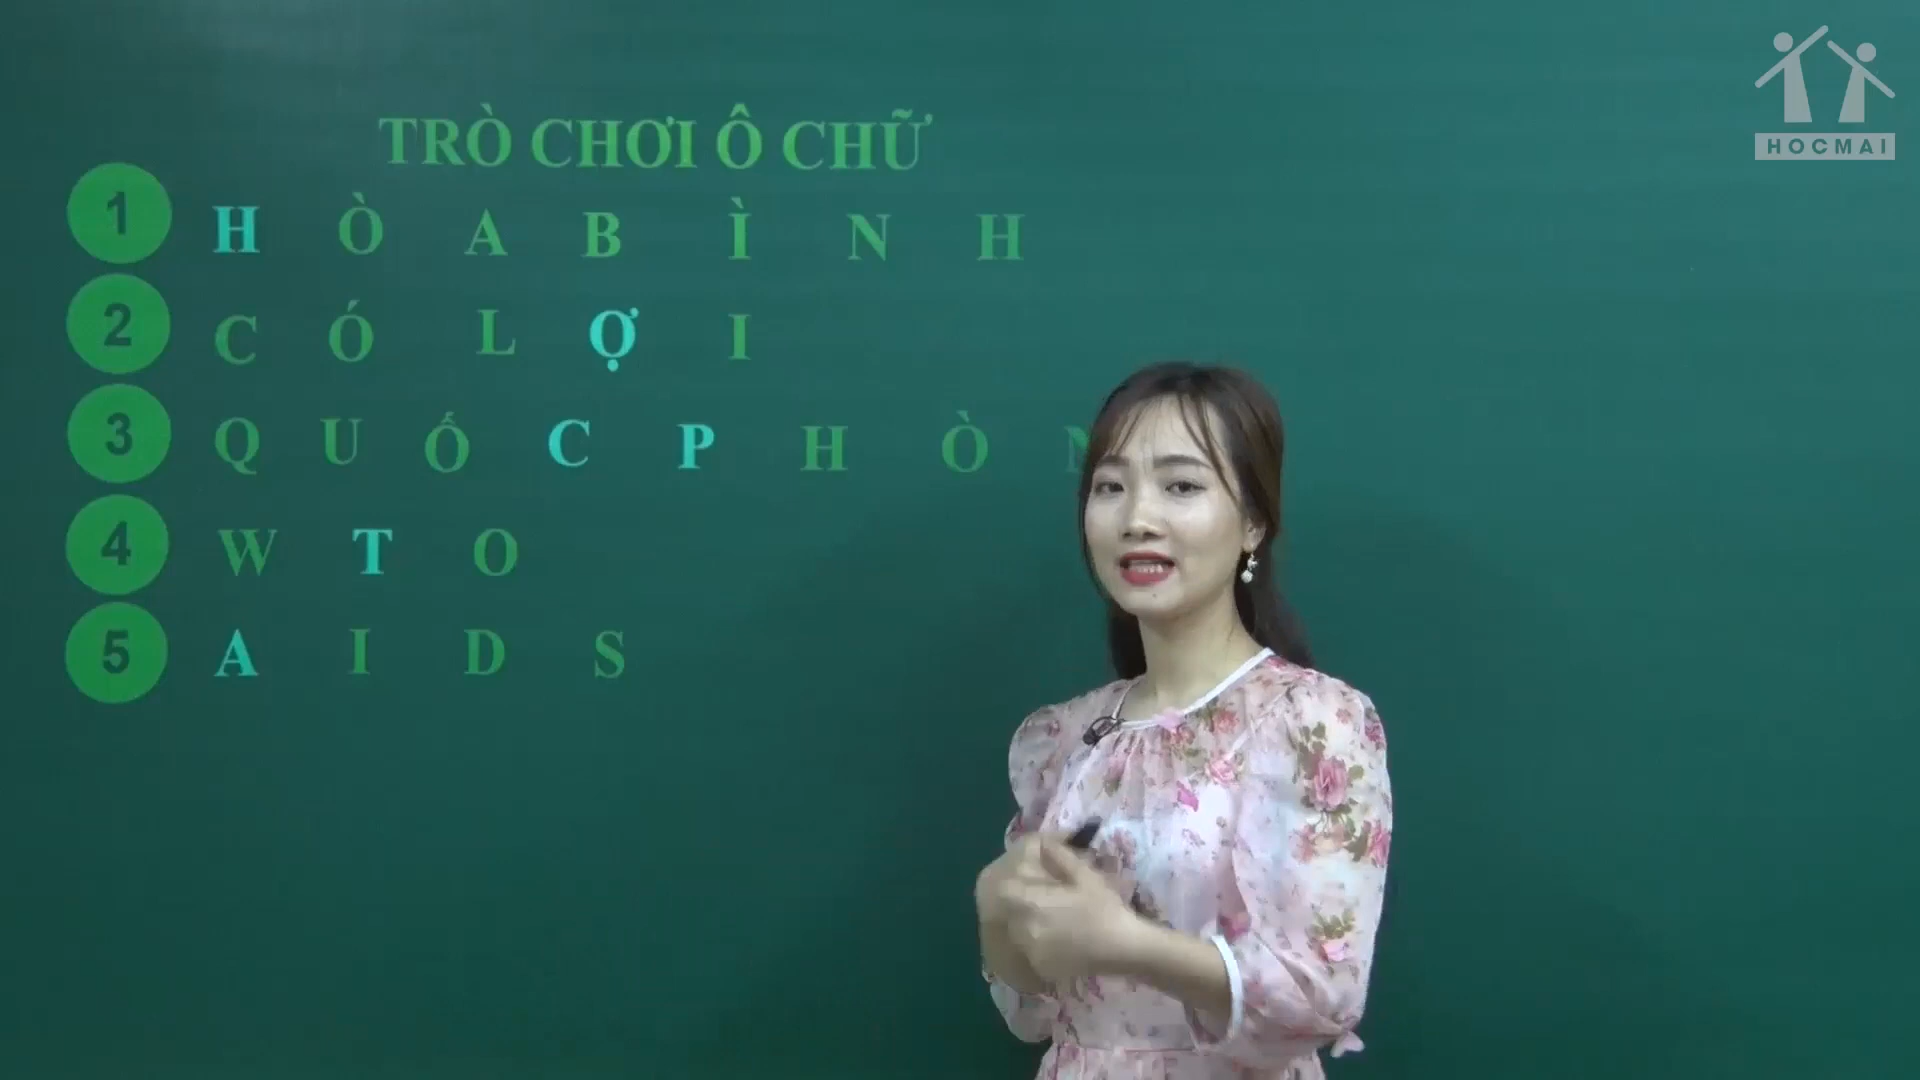 TRÒ CHƠI Ô CHỮ
1 H Ò A B Ì N H
2 C Ó L Ợ I
3 Q U Ố C P H Ò N
4 W T O
5 A I D S
HOCMAI